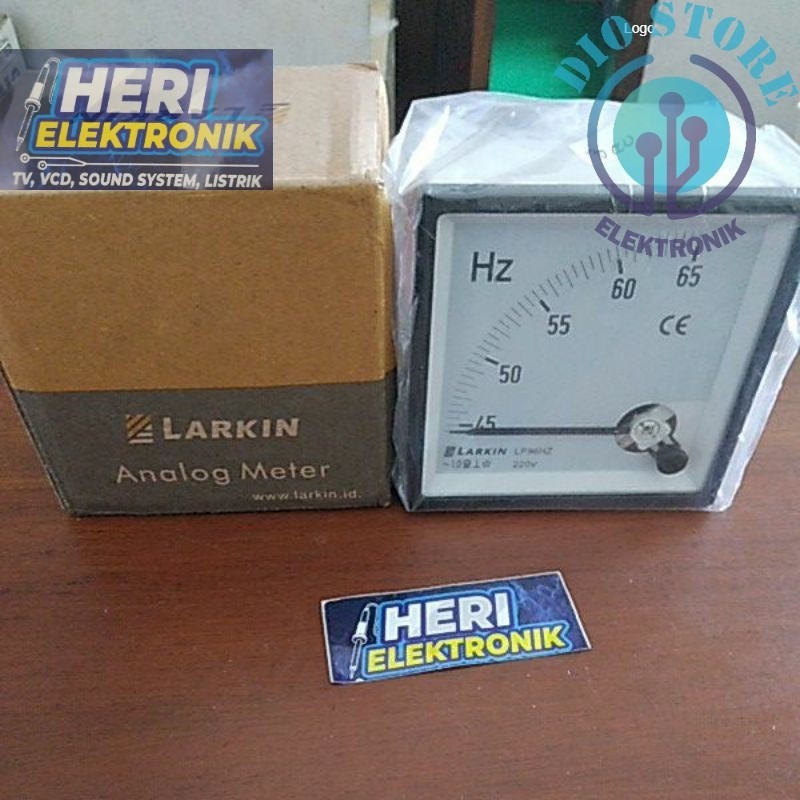 Logo
DIO STORE
ELEKTRONIK
HERI
ELEKTRONIK
TV, VCD, SOUND SYSTEM, LISTRIK
LARKIN
Analog Meter
www.larkin.id.
Hz
45
50
55
60
65
CE
LARKIN LP96HZ
220V
HERI
ELEKTRONIK